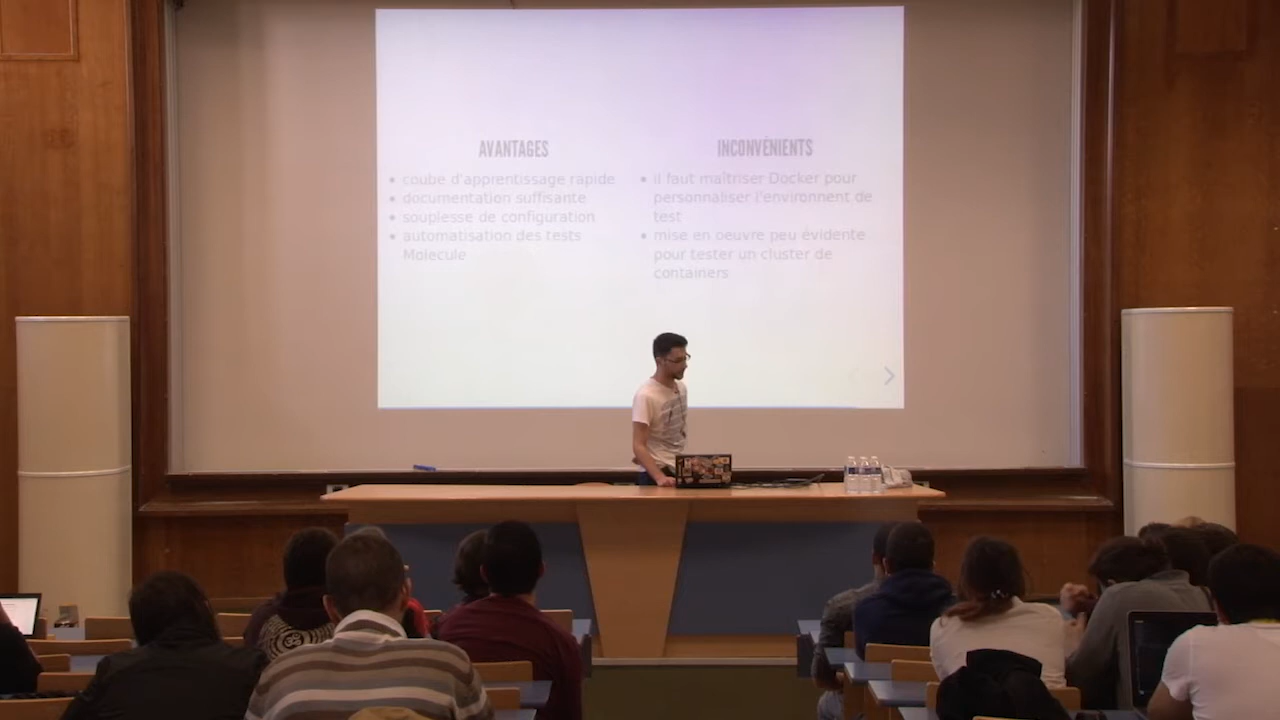 AVANTAGES
• coube d'apprentissage rapide
• documentation suffisante
• souplesse de configuration
• automatisation des tests
Molecule
INCONVÉNIENTS
• il faut maîtriser Docker pour
personnaliser l'environnent de
test
• mise en oeuvre peu évidente
pour tester un cluster de
containers